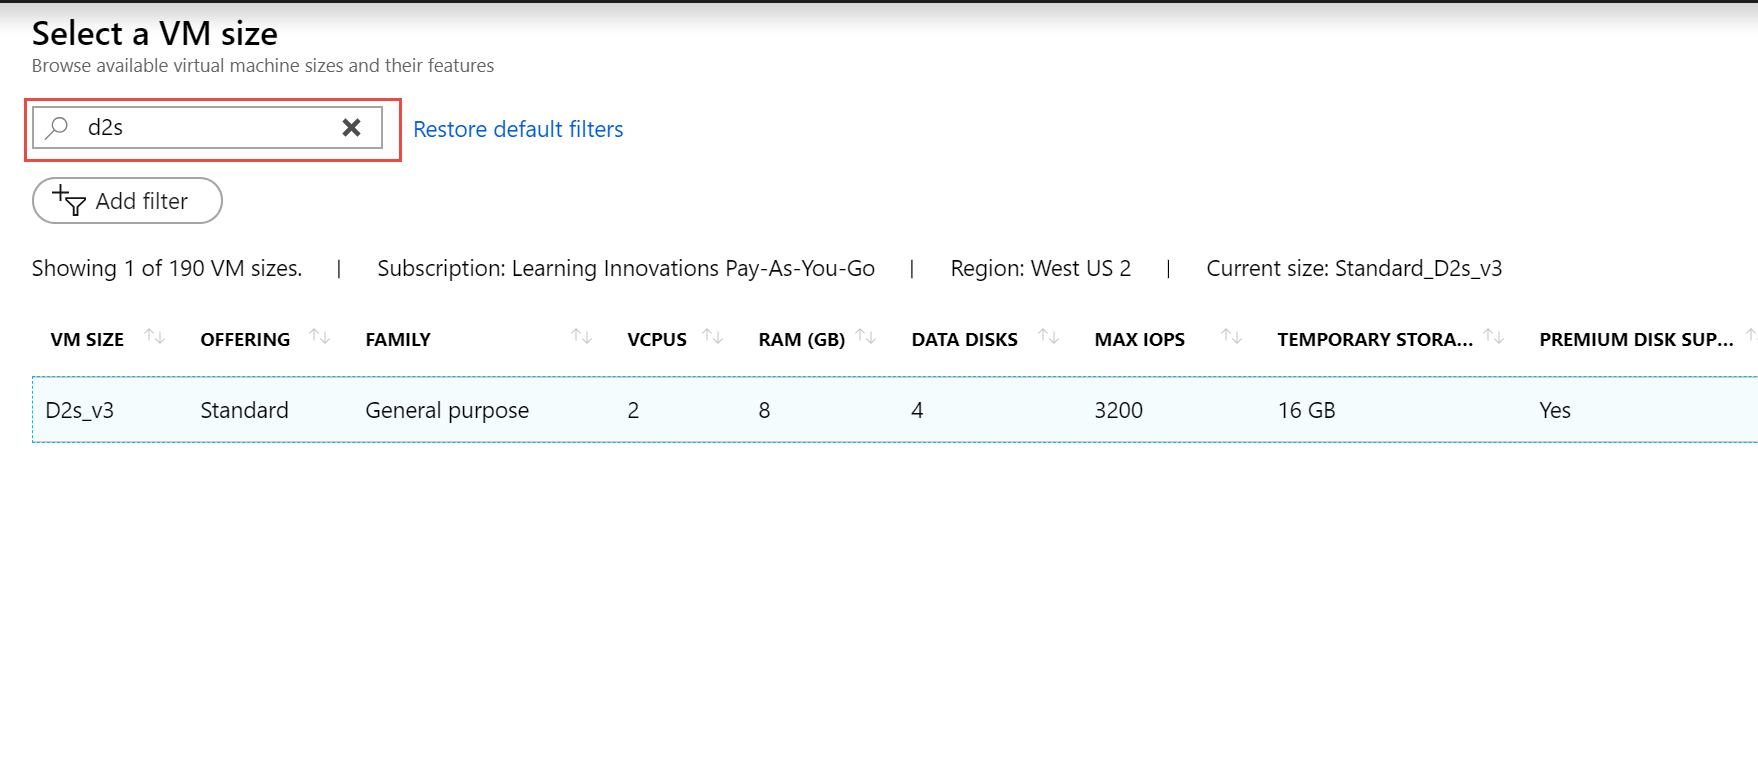 Select a VM size
Browse available virtual machine sizes and their features
d2s
Restore default filters
Add filter
Showing 1 of 190 VM sizes. | Subscription: Learning Innovations Pay-As-You-Go | Region: West US 2 | Current size: Standard_D2s_v3
VM SIZE OFFERING FAMILY VCPUS RAM (GB) DATA DISKS MAX IOPS TEMPORARY STORA... PREMIUM DISK SUP...
D2s_v3 Standard General purpose 2 8 4 3200 16 GB Yes